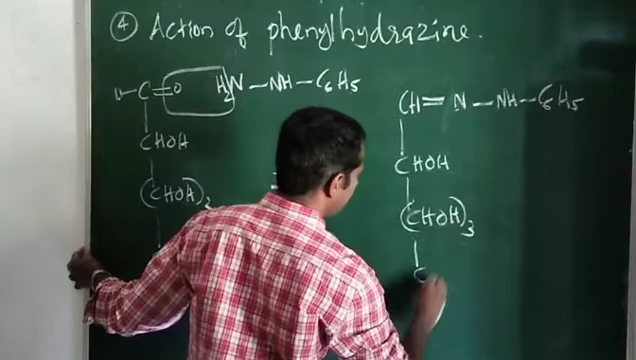 ④ Action of phenylhydrazine.
H-C=O H₂N-NH-C₆H₅
CHOH
(CHOH)₂
CH=N-NH-C₆H₅
CHOH
(CHOH)₃
C